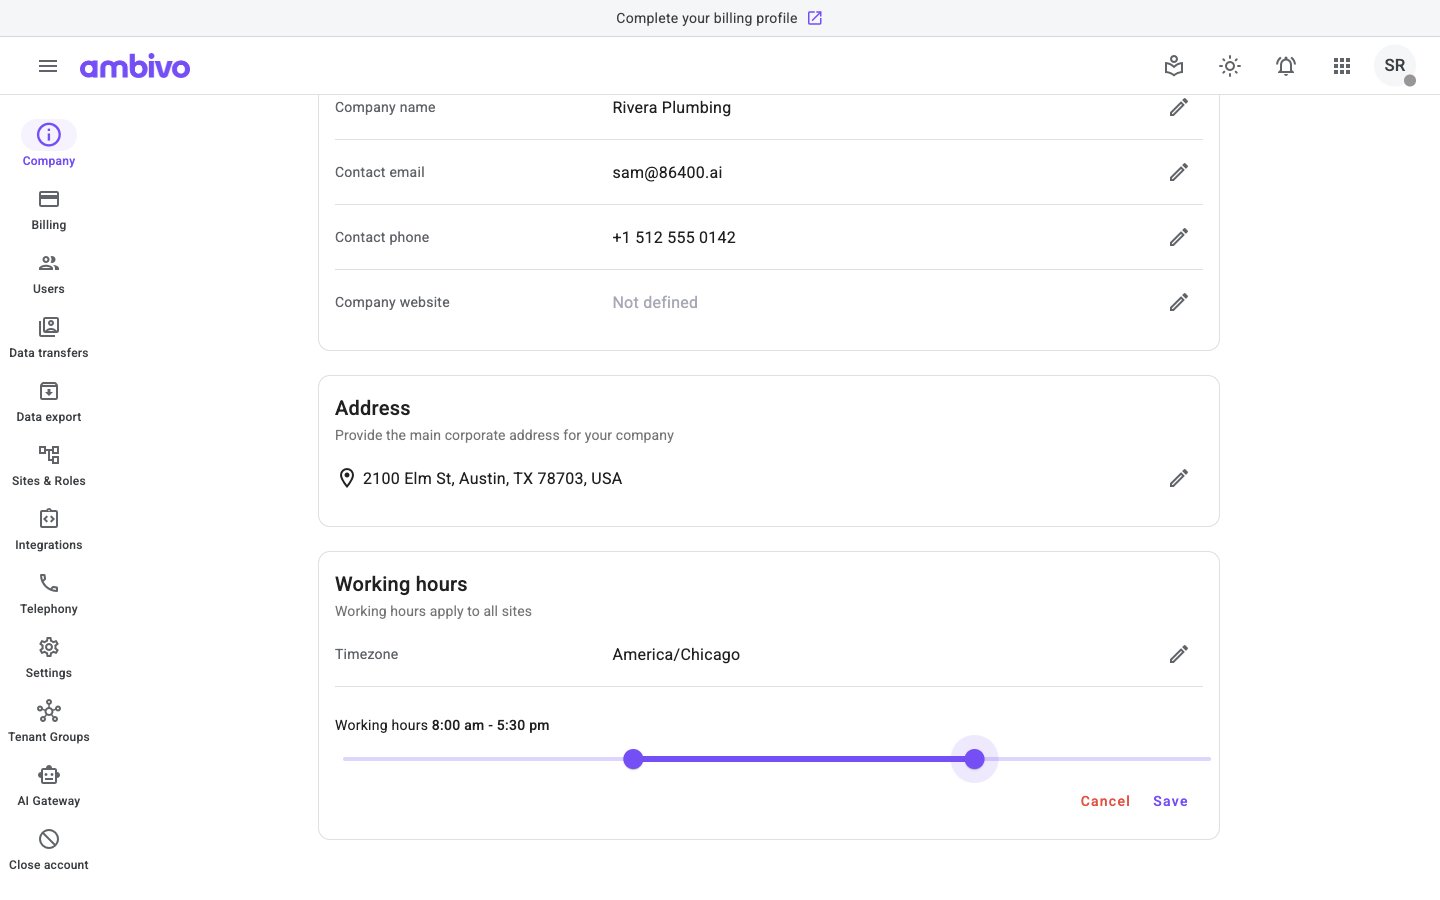 Complete your billing profile
ambivo
SR
Company
Billing
Users
Data transfers
Data export
Sites & Roles
Integrations
Telephony
Settings
Tenant Groups
AI Gateway
Close account
Company name Rivera Plumbing
Contact email sam@86400.ai
Contact phone +1 512 555 0142
Company website Not defined
Address
Provide the main corporate address for your company
2100 Elm St, Austin, TX 78703, USA
Working hours
Working hours apply to all sites
Timezone America/Chicago
Working hours 8:00 am - 5:30 pm
Cancel Save